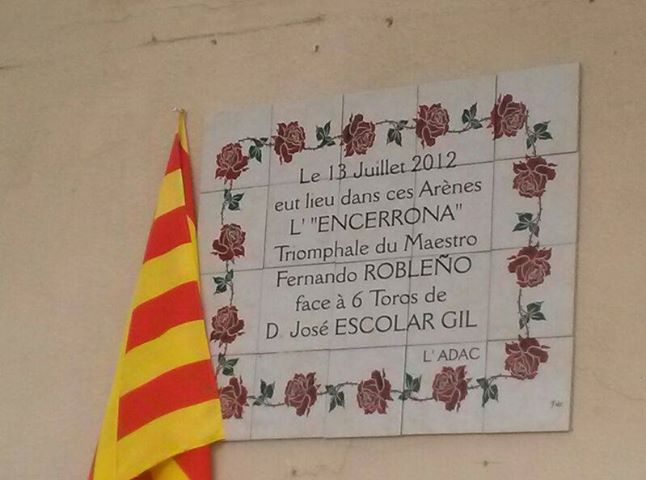 Le 13 Juillet 2012
eut lieu dans ces Arènes
L' "ENCERRONA"
Triomphale du Maestro
Fernando ROBLEÑO
face à 6 Toros de
D José ESCOLAR GIL
L' ADAC